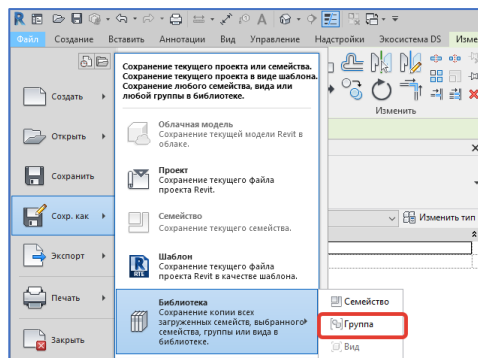 Файл Создание Вставить Аннотации Вид Управление Надстройки Экосистема DS Изме
Сохранение текущего проекта или семейства.
Сохранение текущего проекта в виде шаблона.
Сохранение любого семейства, вида или
любой группы в библиотеке.
Изменить
Создать
Облачная модель
Сохранение текущей модели Revit в
облаке.
Открыть
Сохранить
Проект
Сохранение текущего файла
проекта Revit.
Изменить тип
Сохр. как
Семейство
Сохранение текущего семейства.
Экспорт
RTE
Шаблон
Сохранение текущего файла
проекта Revit в качестве шаблона.
Печать
Библиотека
Сохранение копии всех
загруженных семейств, выбранного
семейства, группы или вида в
библиотеке.
Закрыть
Семейство
Группа
Вид